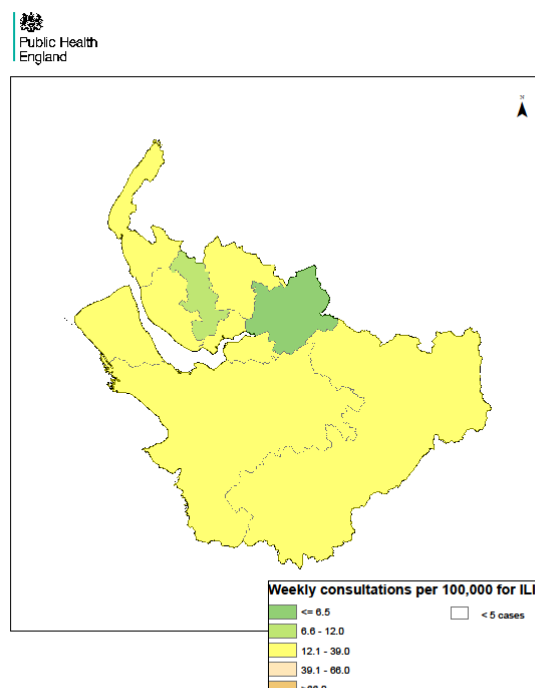 Public Health
England
N
Weekly consultations per 100,000 for ILI
<= 6.5
< 5 cases
6.6 - 12.0
12.1 - 39.0
39.1 - 66.0